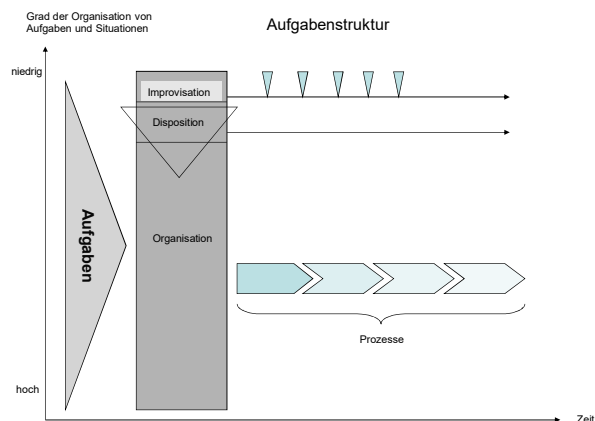 Grad der Organisation von
Aufgaben und Situationen
Aufgabenstruktur
niedrig
Improvisation
Disposition
Aufgaben
Organisation
Prozesse
hoch
Zeit